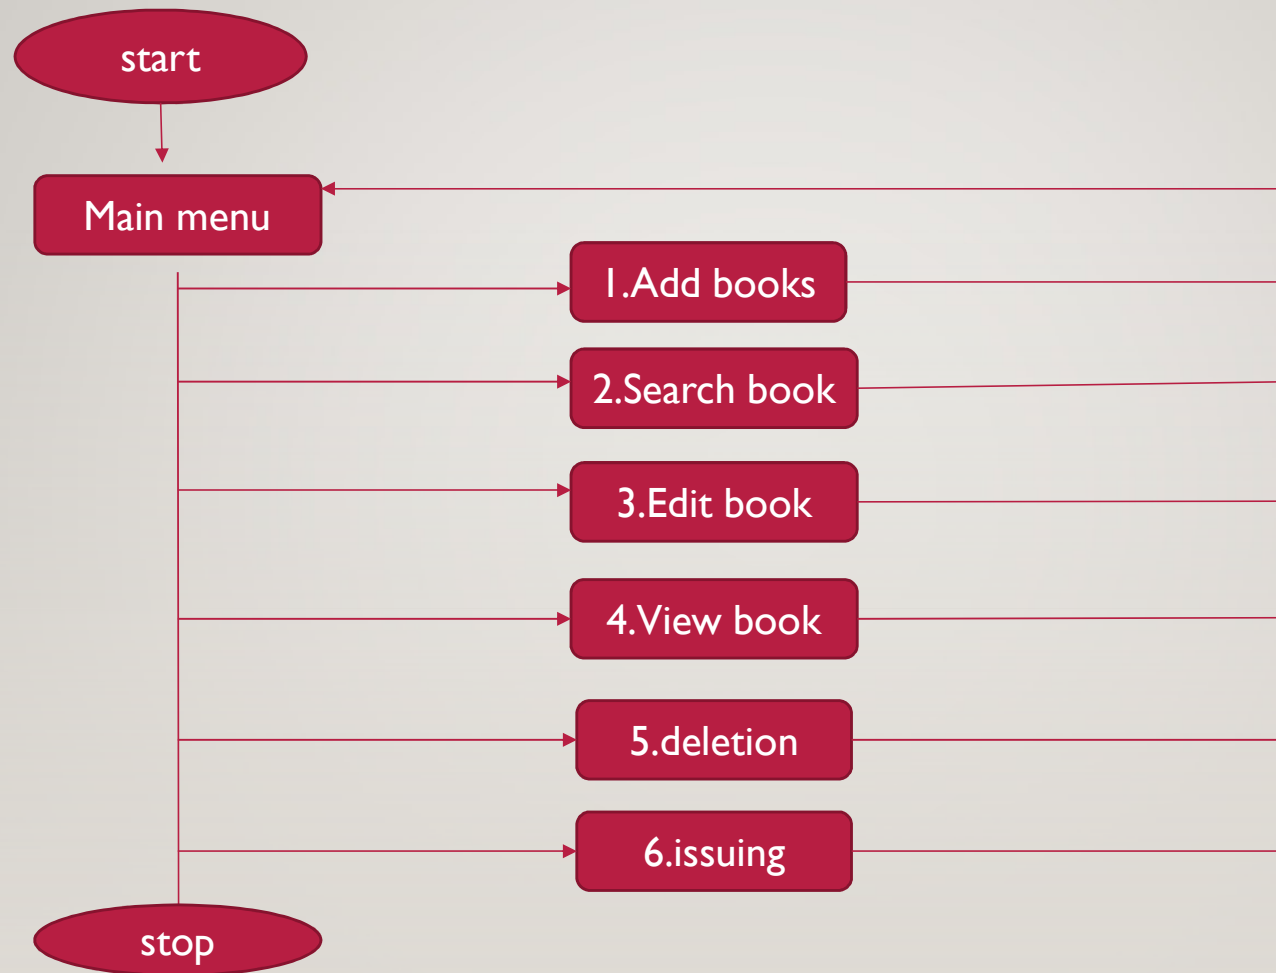 start
Main menu
1.Add books
2.Search book
3.Edit book
4.View book
5.deletion
6.issuing
stop